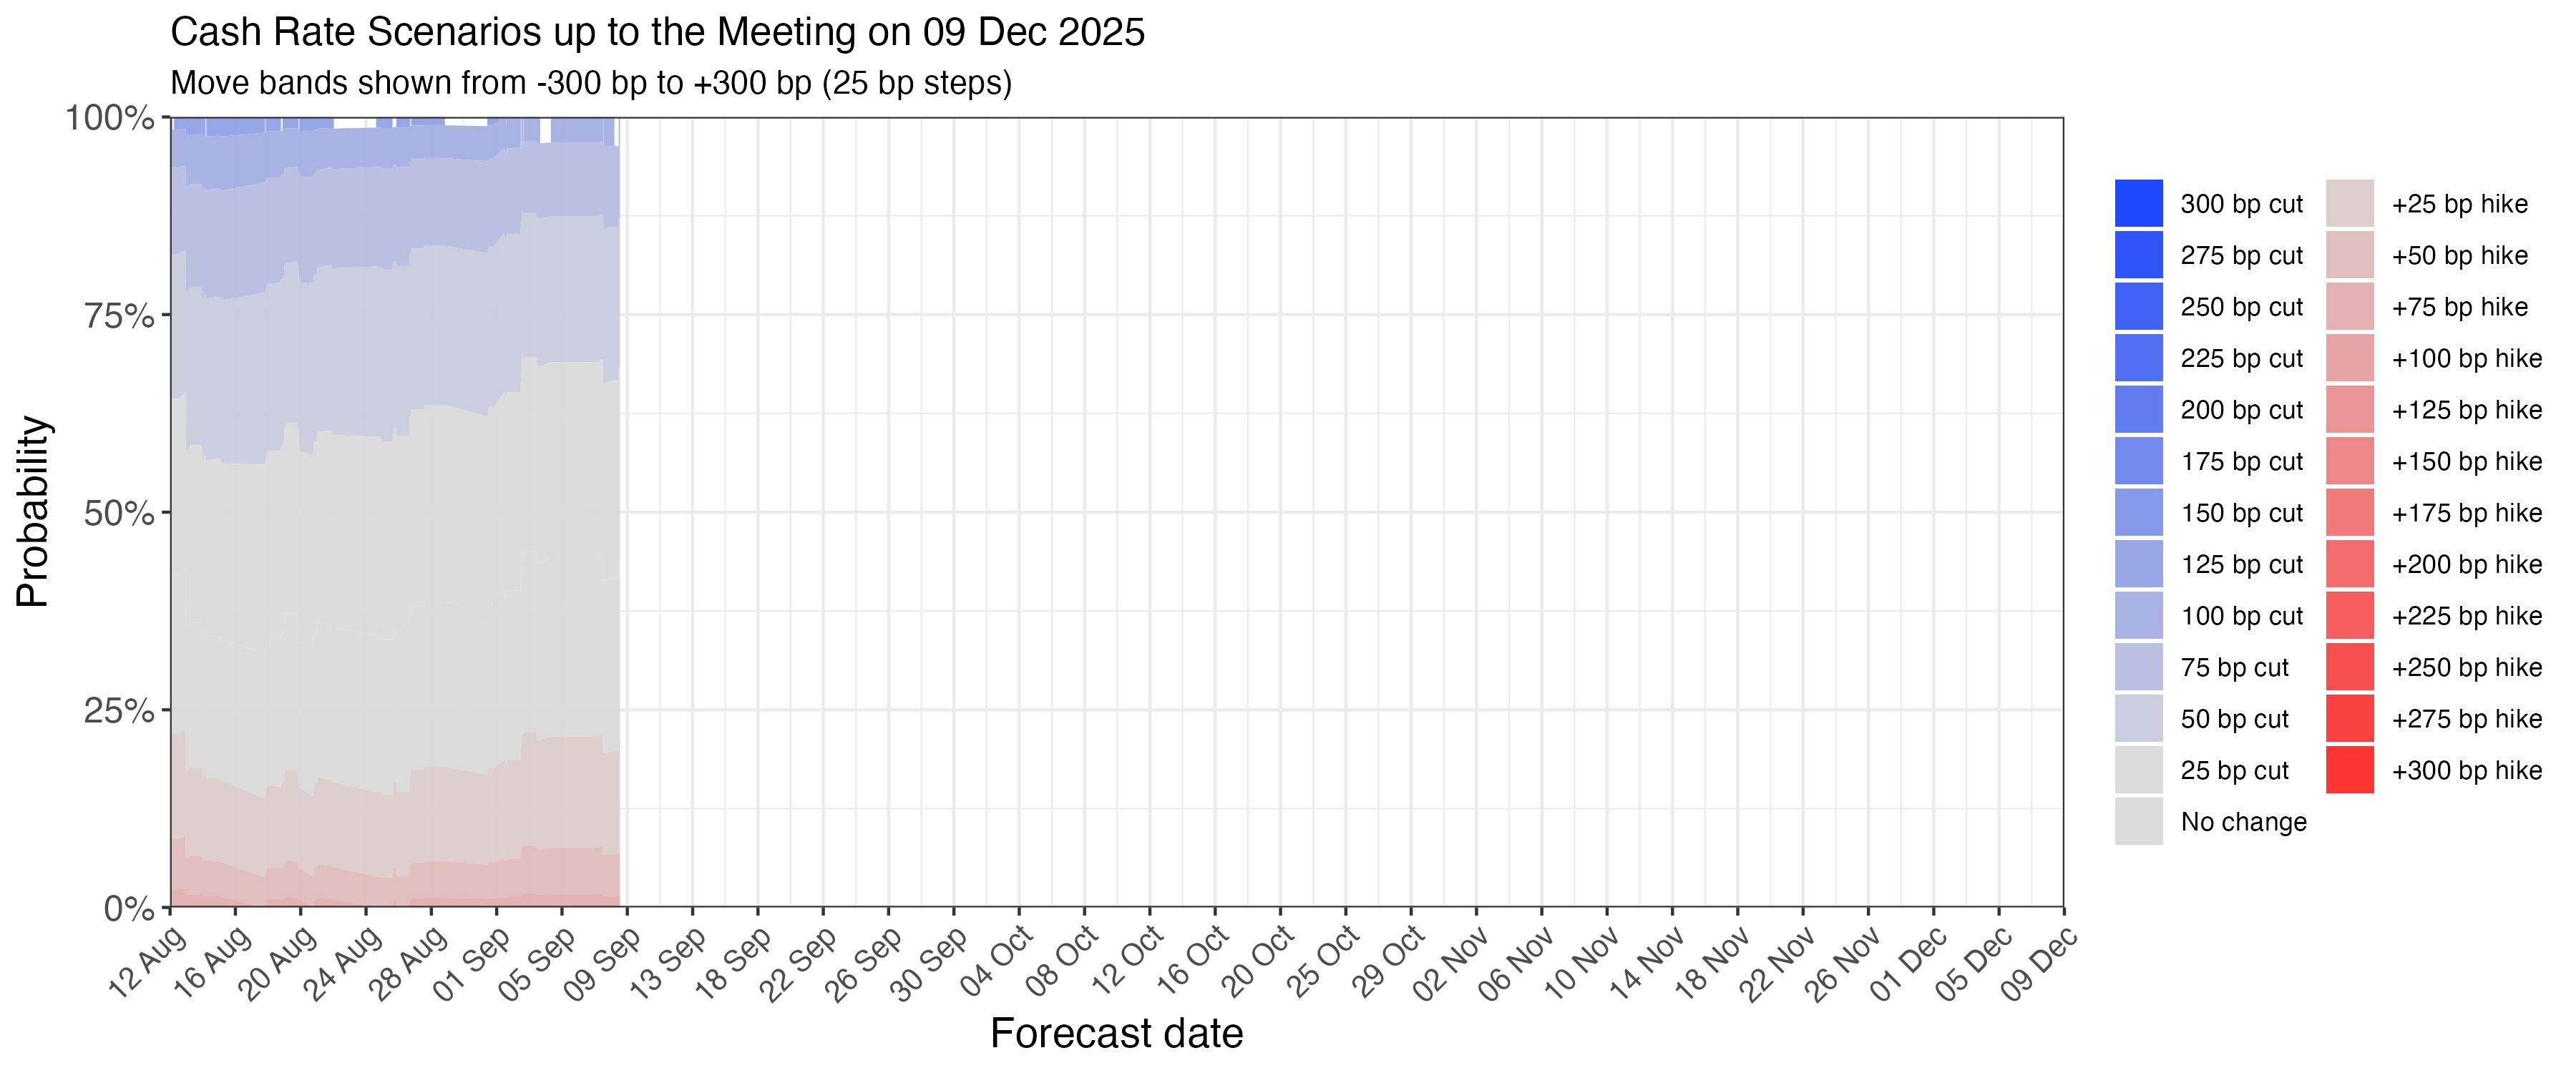 Cash Rate Scenarios up to the Meeting on 09 Dec 2025
Move bands shown from -300 bp to +300 bp (25 bp steps)
Probability
100%
75%
50%
25%
0%
12 Aug
16 Aug
20 Aug
24 Aug
28 Aug
01 Sep
05 Sep
09 Sep
13 Sep
18 Sep
22 Sep
26 Sep
30 Sep
04 Oct
08 Oct
12 Oct
16 Oct
20 Oct
25 Oct
29 Oct
02 Nov
06 Nov
10 Nov
14 Nov
18 Nov
22 Nov
26 Nov
01 Dec
05 Dec
09 Dec
Forecast date
300 bp cut
275 bp cut
250 bp cut
225 bp cut
200 bp cut
175 bp cut
150 bp cut
125 bp cut
100 bp cut
75 bp cut
50 bp cut
25 bp cut
No change
+25 bp hike
+50 bp hike
+75 bp hike
+100 bp hike
+125 bp hike
+150 bp hike
+175 bp hike
+200 bp hike
+225 bp hike
+250 bp hike
+275 bp hike
+300 bp hike